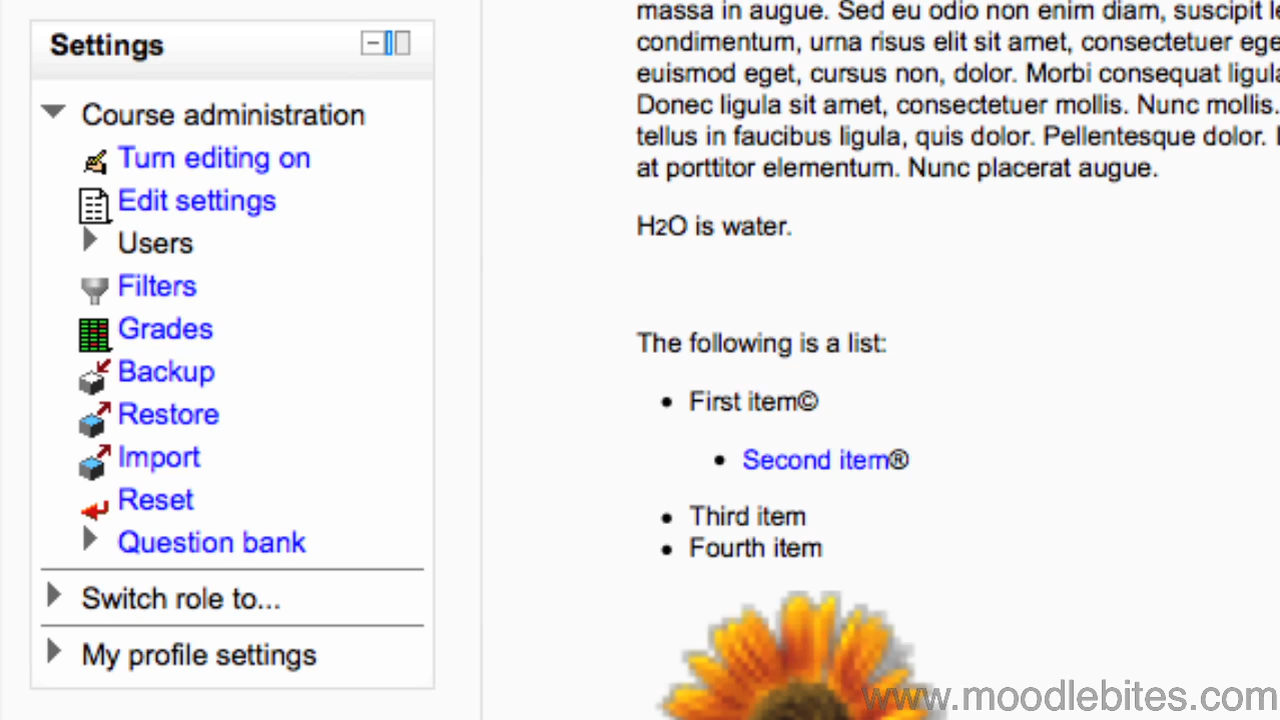 Settings
Course administration
Turn editing on
Edit settings
Users
Filters
Grades
Backup
Restore
Import
Reset
Question bank
Switch role to...
My profile settings
massa in augue. Sed eu odio non enim diam, suscipit
condimentum, urna risus elit sit amet, consectetuer
euismod eget, cursus non, dolor. Morbi consequat
Donec ligula sit amet, consectetuer mollis. Nunc mollis.
tellus in faucibus ligula, quis dolor. Pellentesque dolor.
at porttitor elementum. Nunc placerat augue.
H2O is water.
The following is a list:
• First item©
• Second item®
• Third item
• Fourth item
www.moodlebites.com